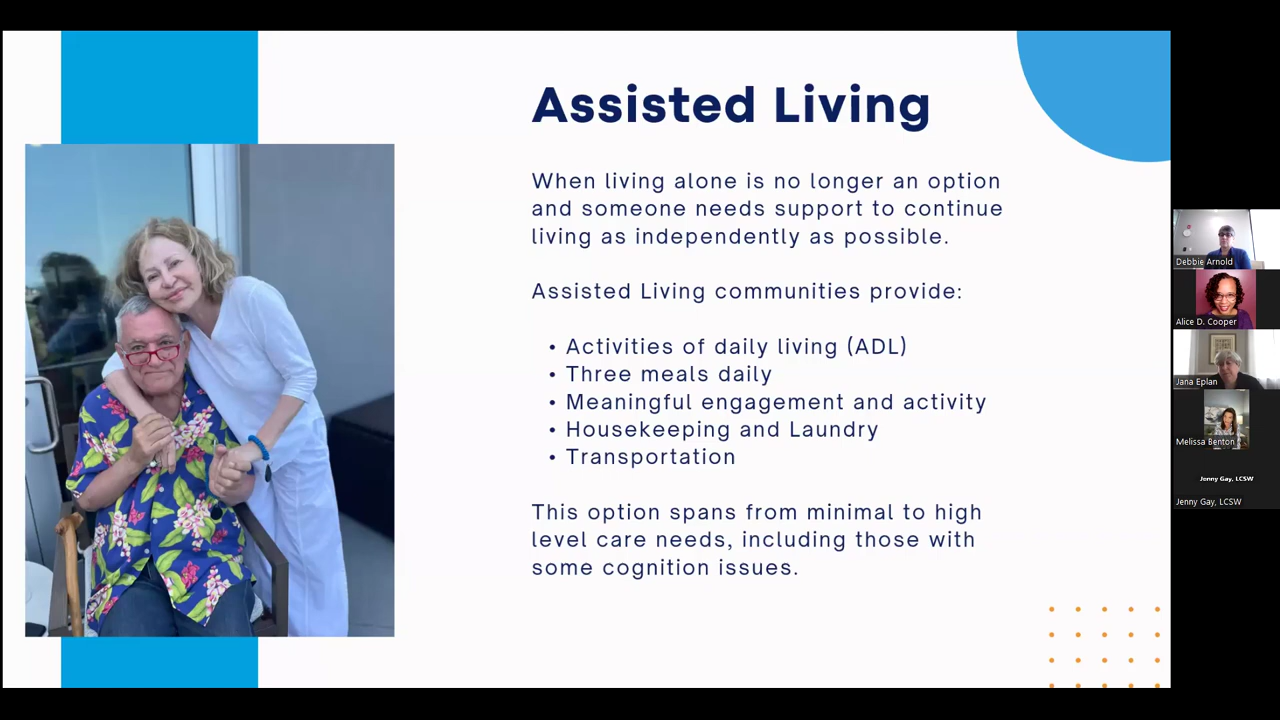 Assisted Living
When living alone is no longer an option
and someone needs support to continue
living as independently as possible.
Assisted Living communities provide:
• Activities of daily living (ADL)
• Three meals daily
• Meaningful engagement and activity
• Housekeeping and Laundry
• Transportation
This option spans from minimal to high
level care needs, including those with
some cognition issues.
Debbie Arnold
Alice D. Cooper
Jana Eplan
Melissa Benton
Jenny Gay, LCSW
Jenny Gay, LCSW